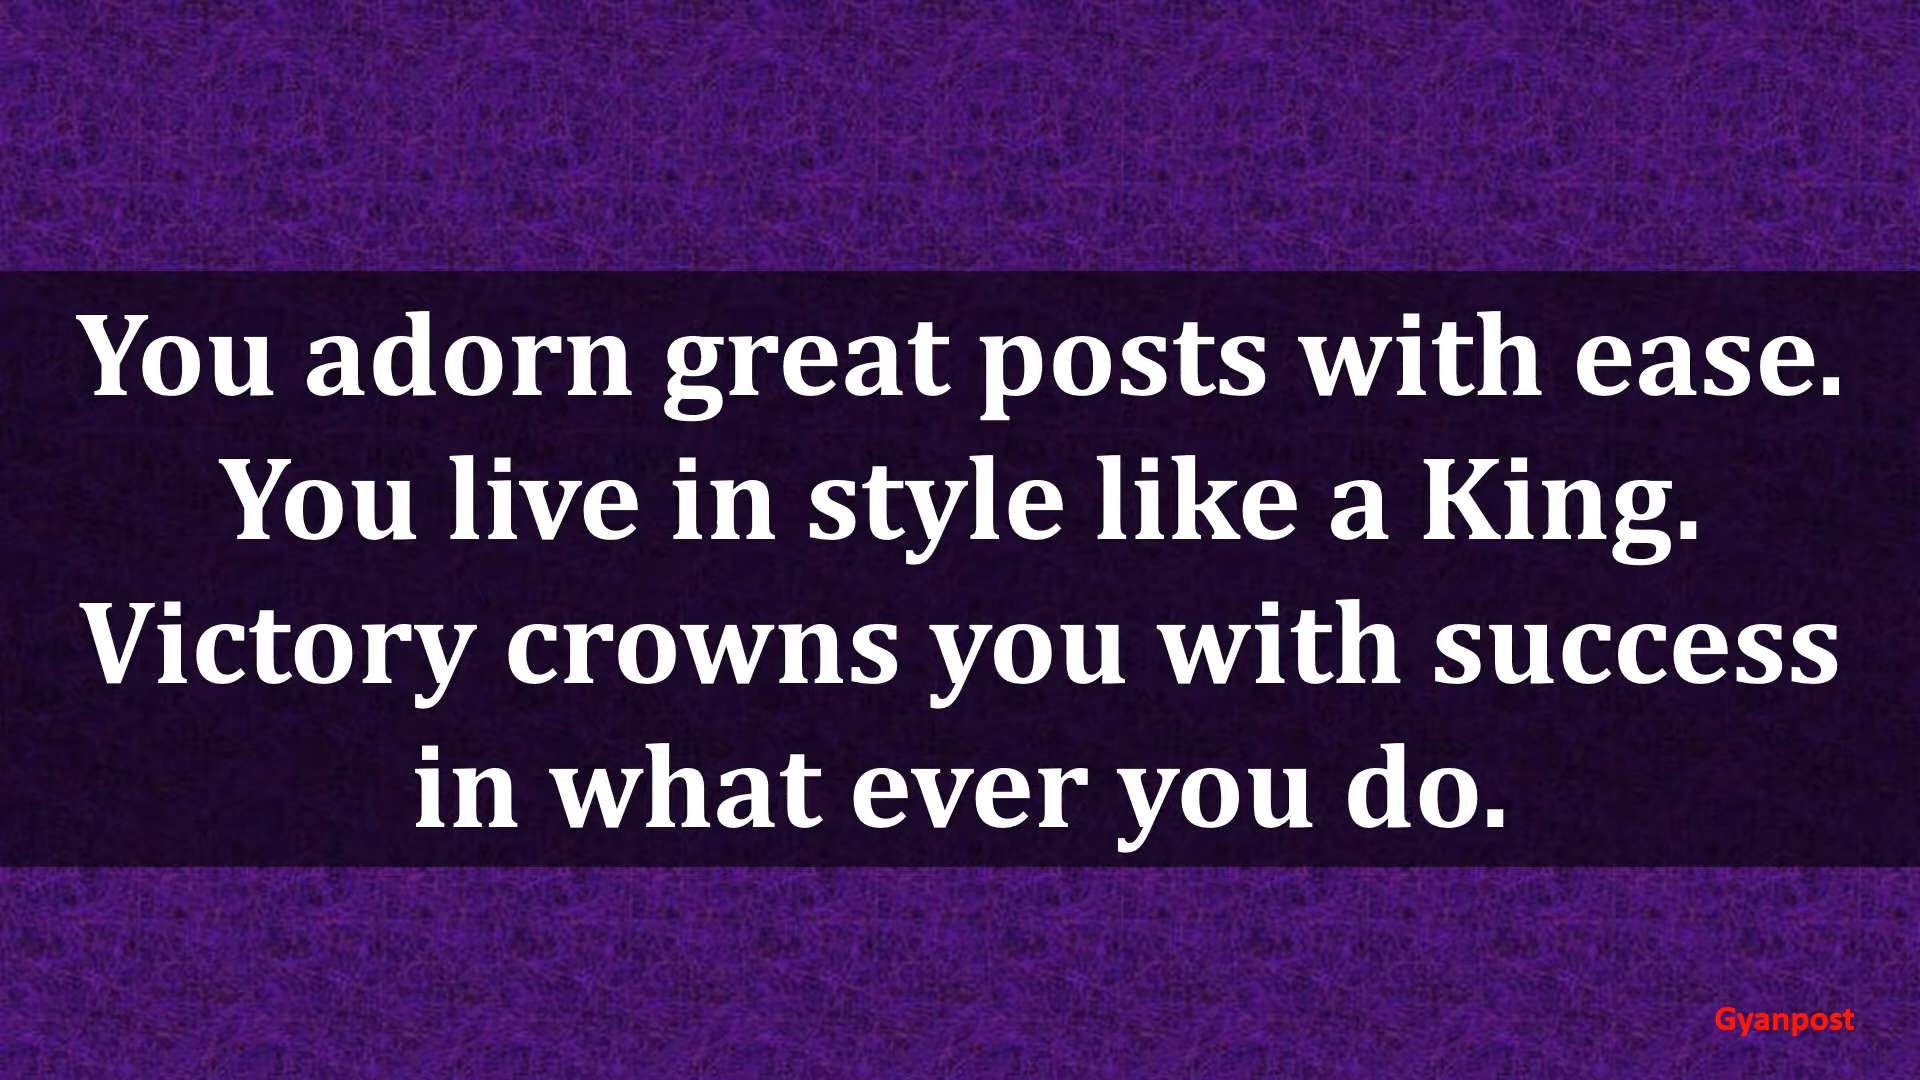 You adorn great posts with ease.
You live in style like a King.
Victory crowns you with success
in what ever you do.
Gyanpost